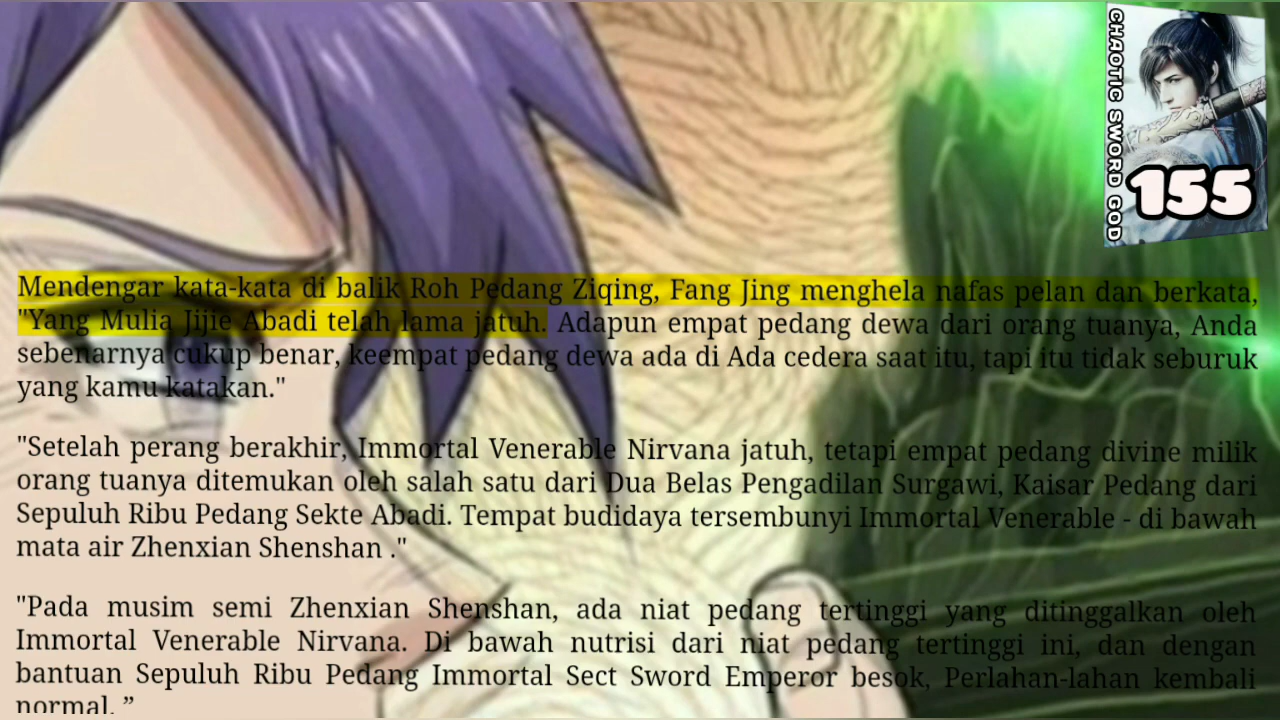 CHAOTIC SWORD GOD
155
Mendengar kata-kata di balik Roh Pedang Ziqing, Fang Jing menghela nafas pelan dan berkata,
"Yang Mulia Jijie Abadi telah lama jatuh. Adapun empat pedang dewa dari orang tuanya, Anda
sebenarnya cukup benar, keempat pedang dewa ada di Ada cedera saat itu, tapi itu tidak seburuk
yang kamu katakan."
"Setelah perang berakhir, Immortal Venerable Nirvana jatuh, tetapi empat pedang divine milik
orang tuanya ditemukan oleh salah satu dari Dua Belas Pengadilan Surgawi, Kaisar Pedang dari
Sepuluh Ribu Pedang Sekte Abadi. Tempat budidaya tersembunyi Immortal Venerable - di bawah
mata air Zhenxian Shenshan ."
"Pada musim semi Zhenxian Shenshan, ada niat pedang tertinggi yang ditinggalkan oleh
Immortal Venerable Nirvana. Di bawah nutrisi dari niat pedang tertinggi ini, dan dengan
bantuan Sepuluh Ribu Pedang Immortal Sect Sword Emperor besok, Perlahan-lahan kembali
normal. ”